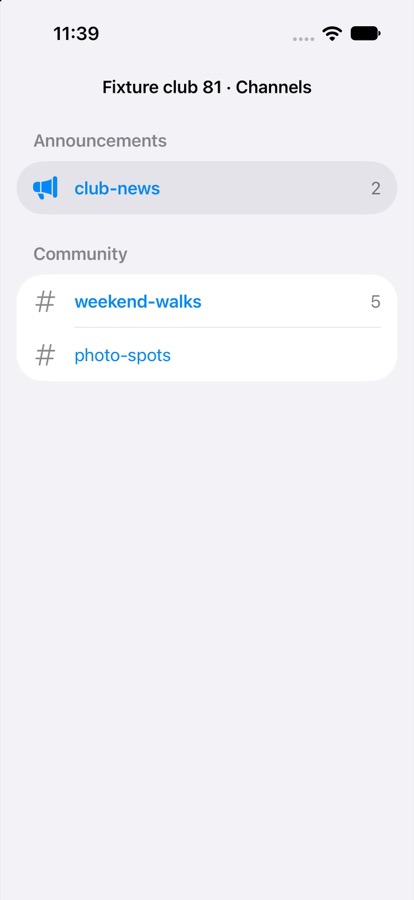 11:39
Fixture club 81 · Channels
Announcements
club-news 2
Community
# weekend-walks 5
# photo-spots